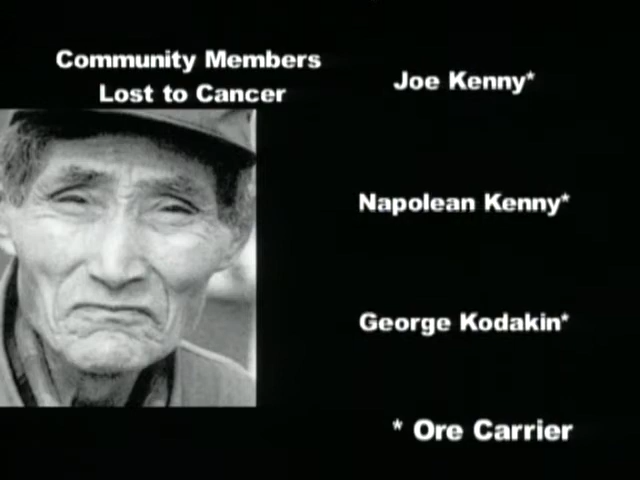 Community Members
Lost to Cancer
Joe Kenny*
Napolean Kenny*
George Kodakin*
* Ore Carrier